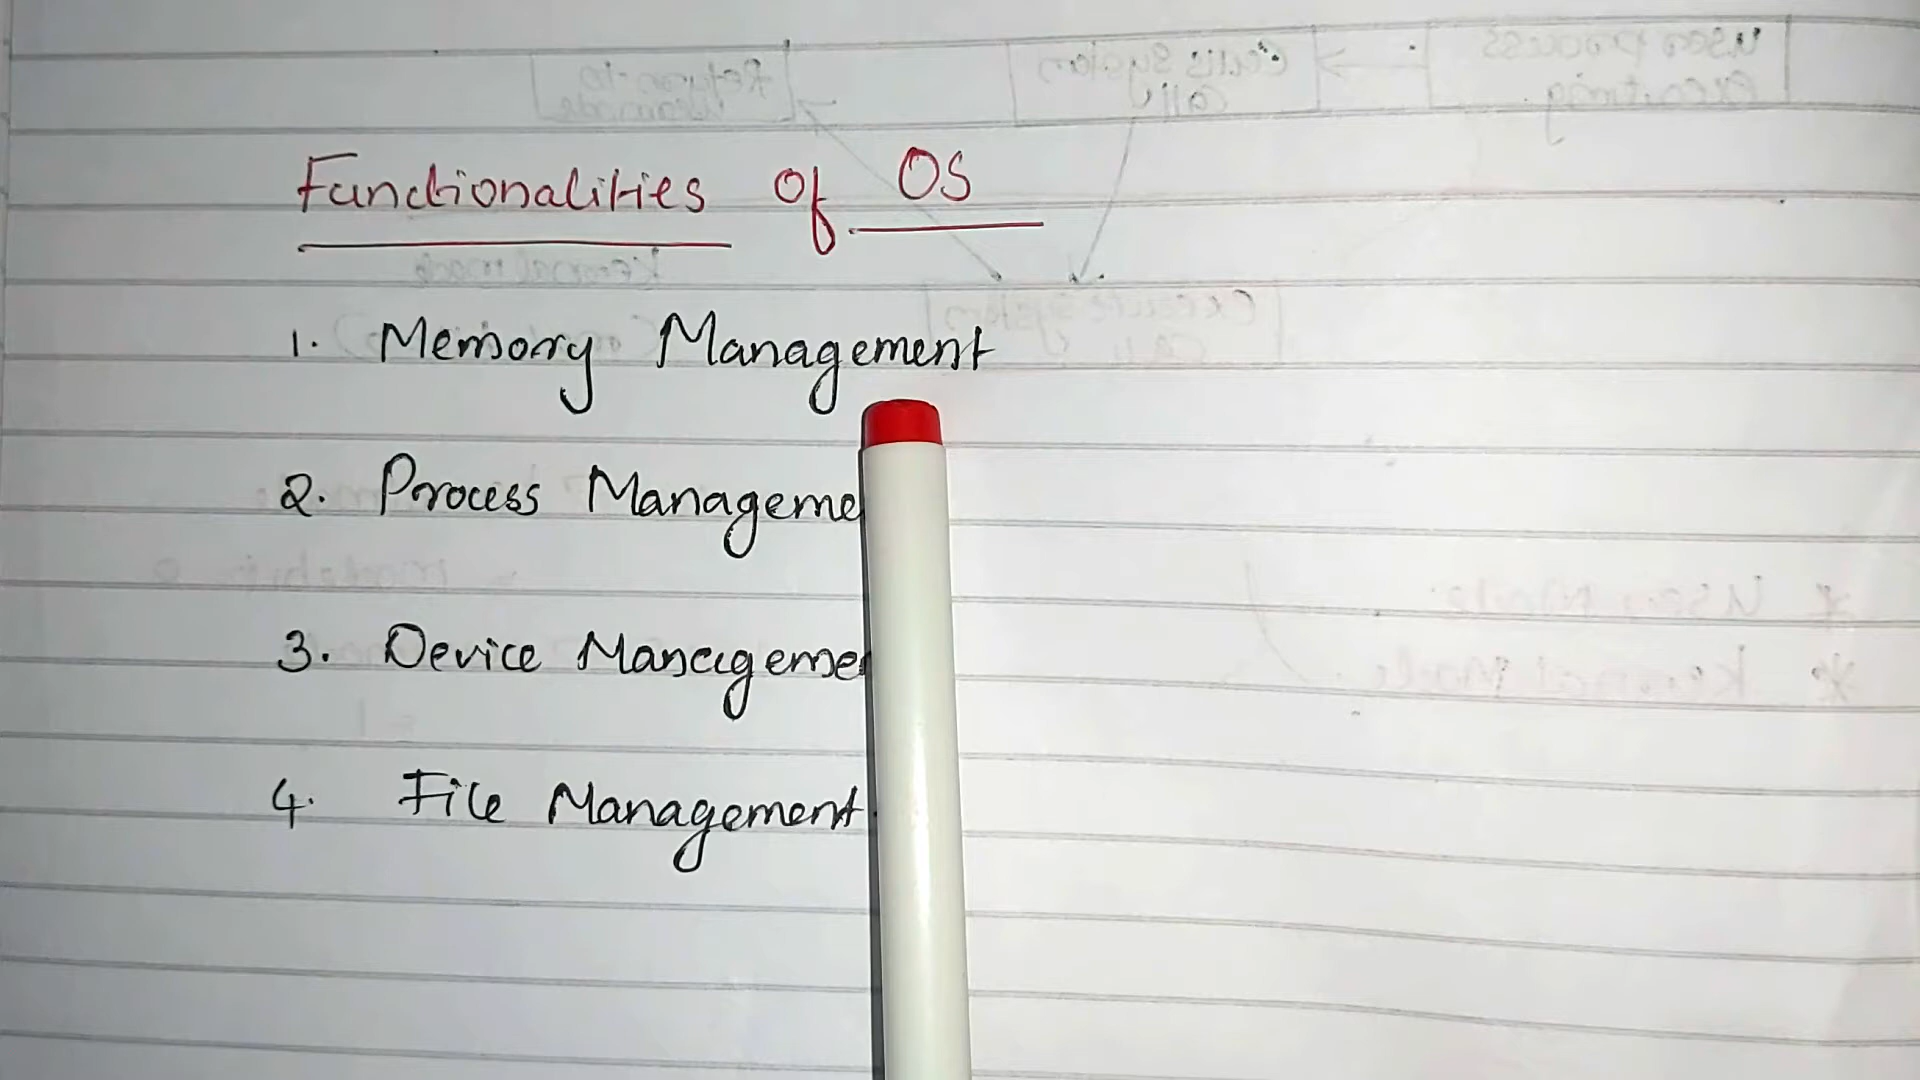 Functionalities of OS
1. Memory Management
2. Process Manageme
3. Device Manageme
4. File Management